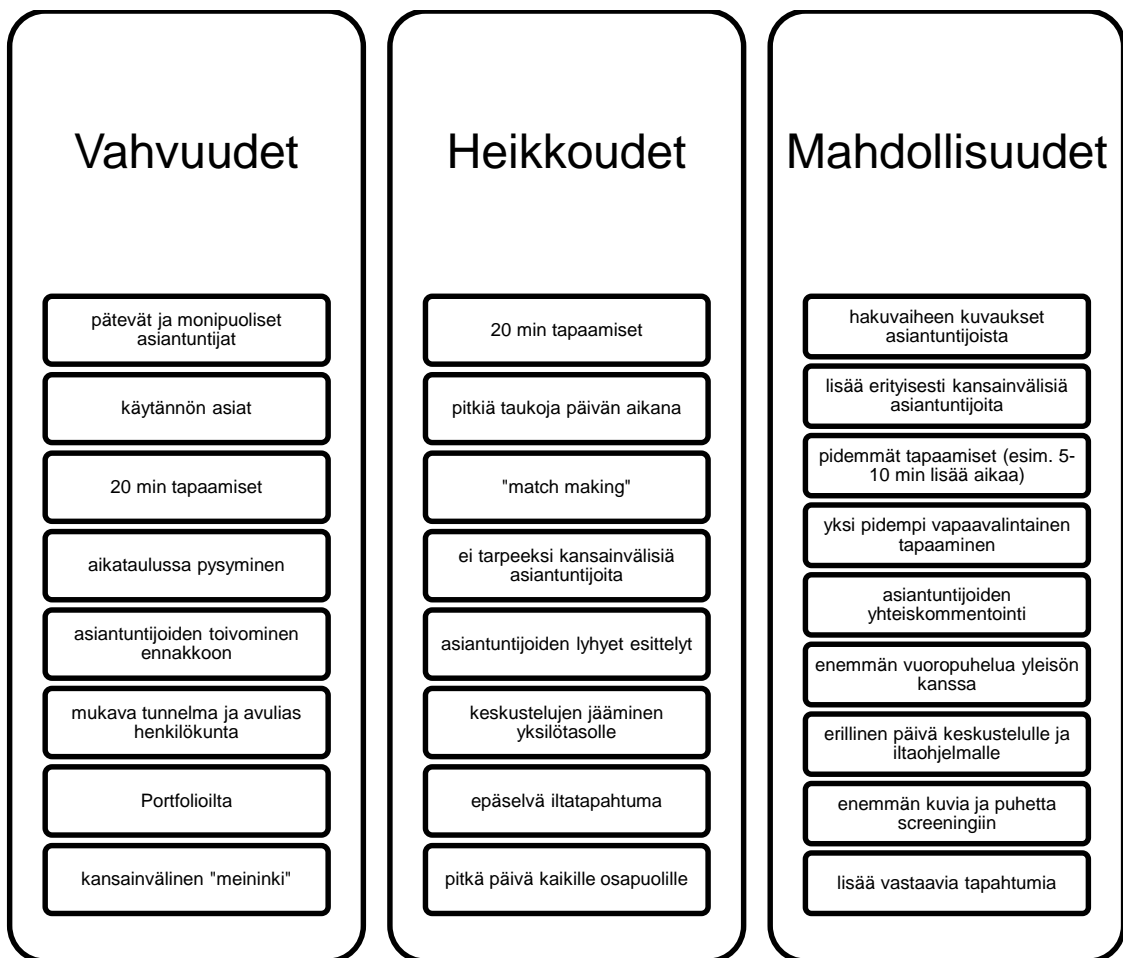 Vahvuudet
pätevät ja monipuoliset
asiantuntijat
käytännön asiat
20 min tapaamiset
aikataulussa pysyminen
asiantuntijoiden toivominen
ennakkoon
mukava tunnelma ja avulias
henkilökunta
Portfolioilta
kansainvälinen "meininki"
Heikkoudet
20 min tapaamiset
pitkiä taukoja päivän aikana
"match making"
ei tarpeeksi kansainvälisiä
asiantuntijoita
asiantuntijoiden lyhyet esittelyt
keskustelujen jääminen
yksilötasolle
epäselvä iltatapahtuma
pitkä päivä kaikille osapuolille
Mahdollisuudet
hakuvaiheen kuvaukset
asiantuntijoista
lisää erityisesti kansainvälisiä
asiantuntijoita
pidemmät tapaamiset (esim. 5-
10 min lisää aikaa)
yksi pidempi vapaavalintainen
tapaaminen
asiantuntijoiden
yhteiskommentointi
enemmän vuoropuhelua yleisön
kanssa
erillinen päivä keskustelulle ja
iltaohjelmalle
enemmän kuvia ja puhetta
screeningiin
lisää vastaavia tapahtumia